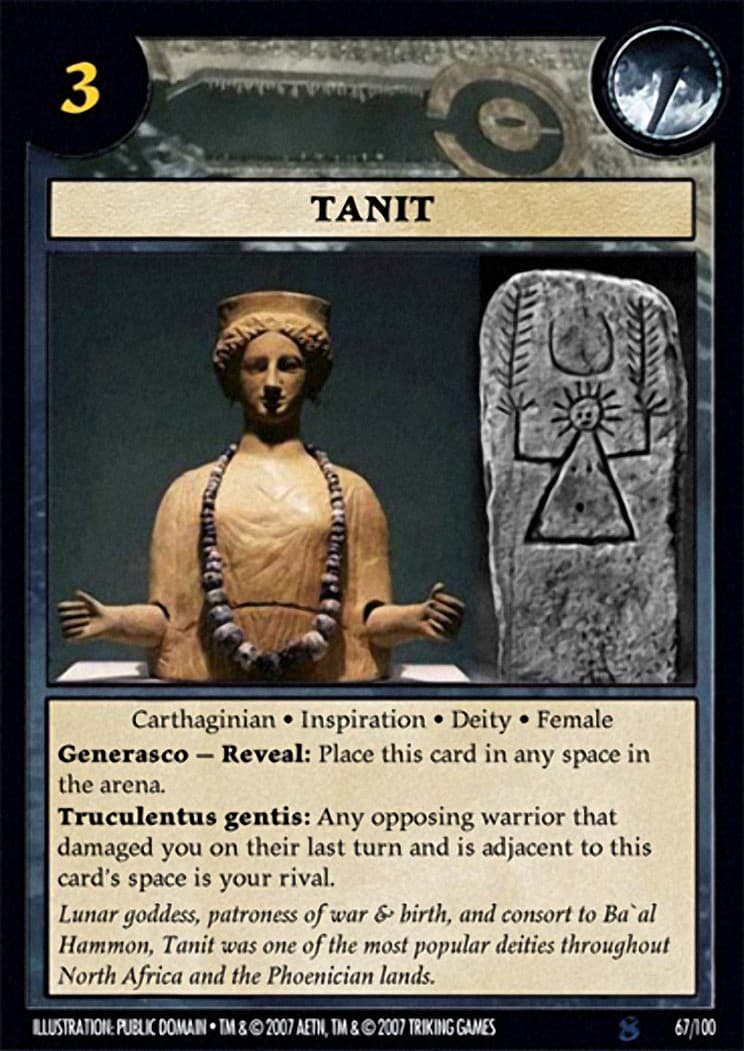 3
TANIT
Carthaginian • Inspiration • Deity • Female
Generasco – Reveal: Place this card in any space in
the arena.
Truculentus gentis: Any opposing warrior that
damaged you on their last turn and is adjacent to this
card's space is your rival.
Lunar goddess, patroness of war & birth, and consort to Ba`al
Hammon, Tanit was one of the most popular deities throughout
North Africa and the Phoenician lands.
ILLUSTRATION: PUBLIC DOMAIN • TM & © 2007 AETN, TM & © 2007 TRIKING GAMES
8 67/100